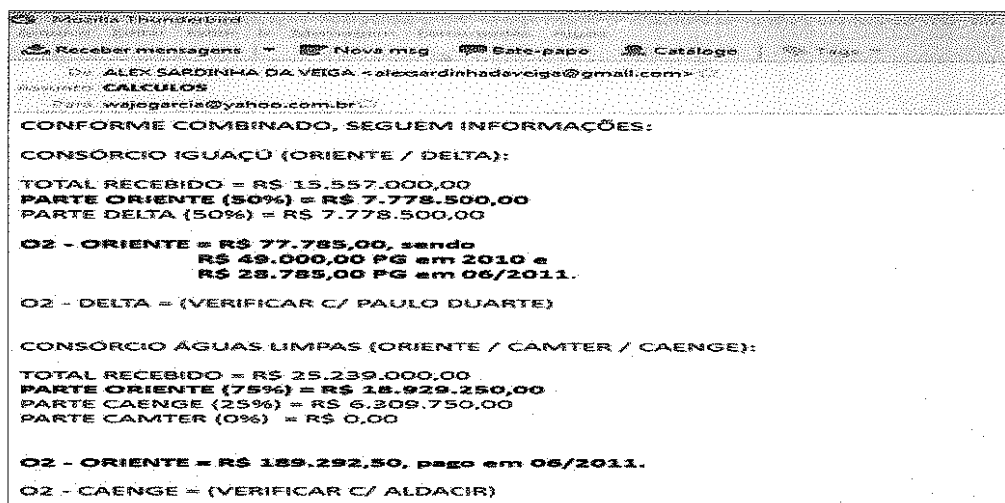 Mozilla Thunderbird
Receber mensagens Nova msg Bate-papo Catálogo Tags
De ALEX SARDINHA DA VEIGA <alexsardinhadaveiga@gmail.com>
Assunto CALCULOS
Para wajogarcia@yahoo.com.br
CONFORME COMBINADO, SEGUEM INFORMAÇÕES:
CONSÓRCIO IGUAÇÚ (ORIENTE / DELTA):
TOTAL RECEBIDO = R$ 15.557.000,00
PARTE ORIENTE (50%) = R$ 7.778.500,00
PARTE DELTA (50%) = R$ 7.778.500,00
O2 - ORIENTE = R$ 77.785,00, sendo
R$ 49.000,00 PG em 2010 e
R$ 28.785,00 PG em 06/2011.
O2 - DELTA = (VERIFICAR C/ PAULO DUARTE)
CONSÓRCIO ÁGUAS LIMPAS (ORIENTE / CAMTER / CAENGE):
TOTAL RECEBIDO = R$ 25.239.000,00
PARTE ORIENTE (75%) = R$ 18.929.250,00
PARTE CAENGE (25%) = R$ 6.309.750,00
PARTE CAMTER (0%) = R$ 0,00
O2 - ORIENTE = R$ 189.292,50, pago em 06/2011.
O2 - CAENGE = (VERIFICAR C/ ALDACIR)